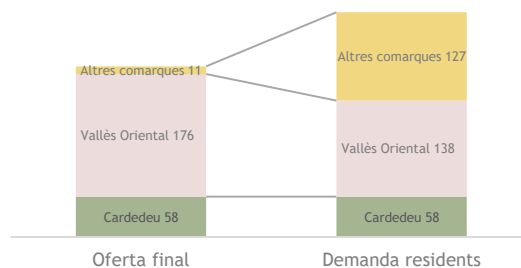 Altres comarques 11
Vallès Oriental 176
Cardedeu 58
Oferta final
Altres comarques 127
Vallès Oriental 138
Cardedeu 58
Demanda residents